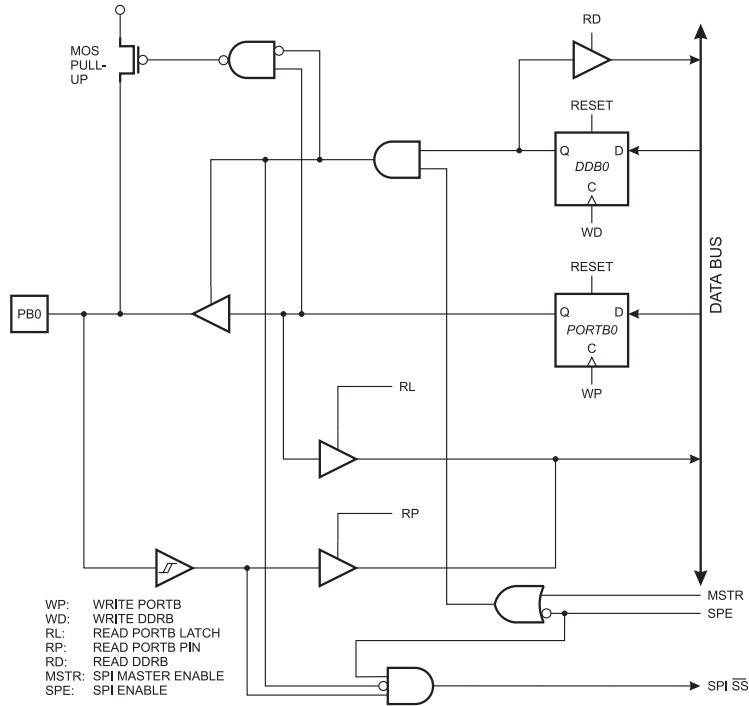 RD
MOS
PULL-
UP
RESET
Q D
DDB0
C
WD
RESET
PB0
Q D
PORTB0
C
WP
DATA BUS
RL
RP
MSTR
SPE
SPI SS
WP: WRITE PORTB
WD: WRITE DDRB
RL: READ PORTB LATCH
RP: READ PORTB PIN
RD: READ DDRB
MSTR: SPI MASTER ENABLE
SPE: SPI ENABLE